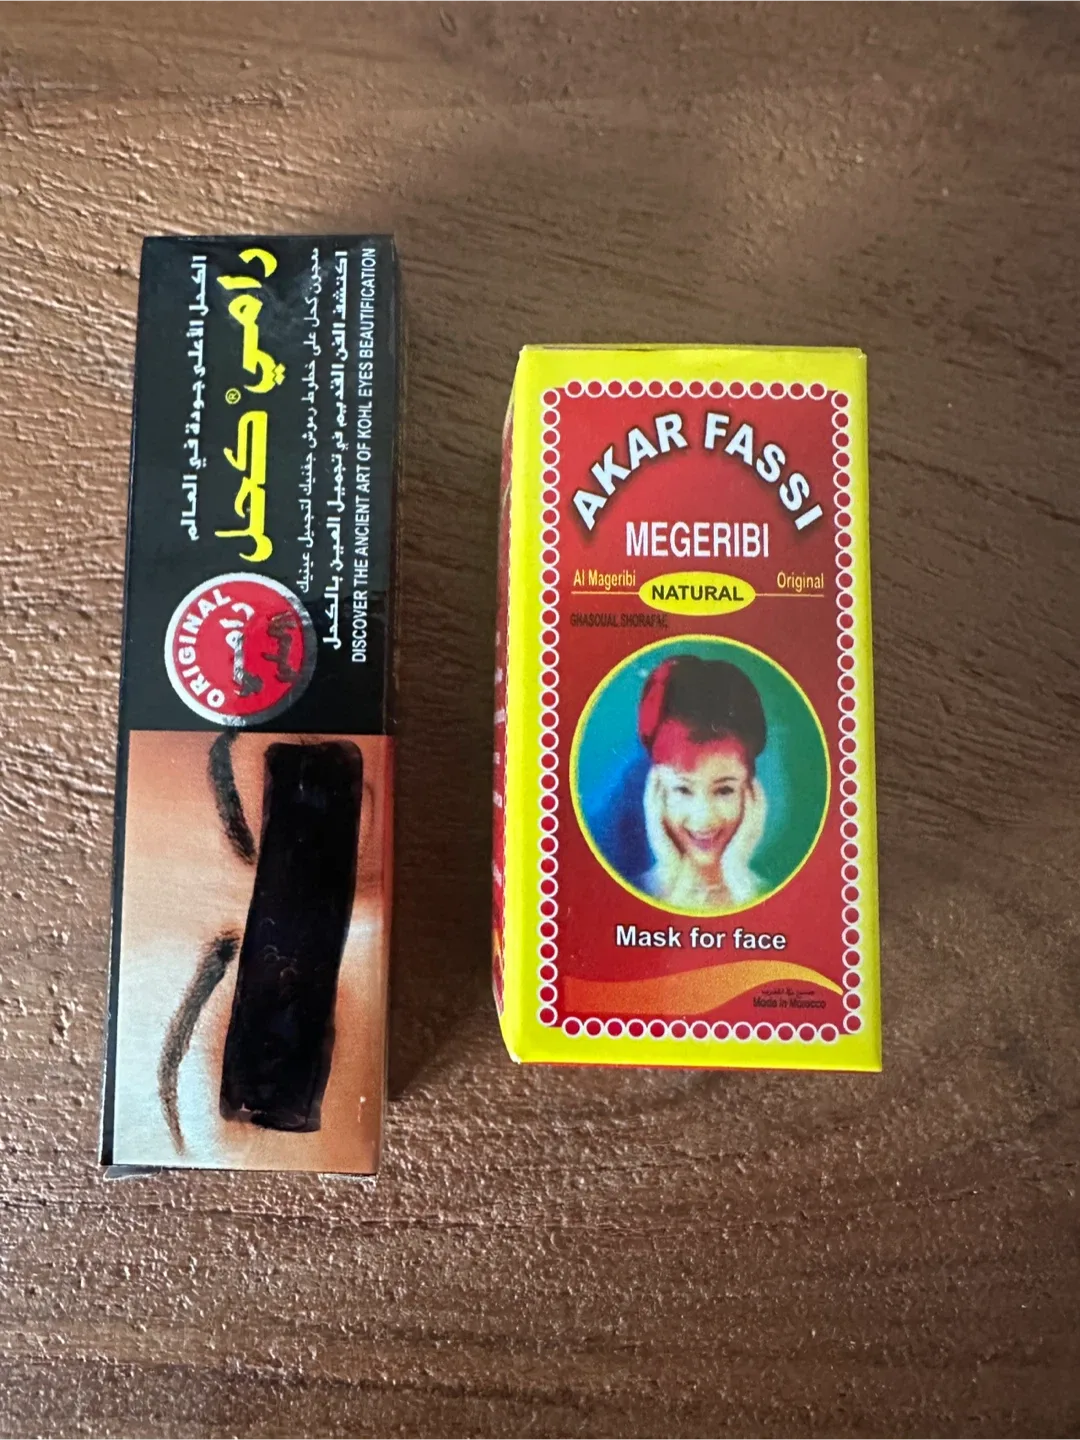 الكحل الأعلى جودة في العالم
رامي كحل®
معجون كحل على خطوط رموش جفنيك لتجميل عينيك
اكتشف الفن القديم في تجميل العين بالكحل
DISCOVER THE ANCIENT ART OF KOHL EYES BEAUTIFICATION
ORIGINAL
رامي
AKAR FASSI
MEGERIBI
Al Mageribi
NATURAL
Original
GHASOUAL SHORAFAE
Mask for face
Made in Morocco